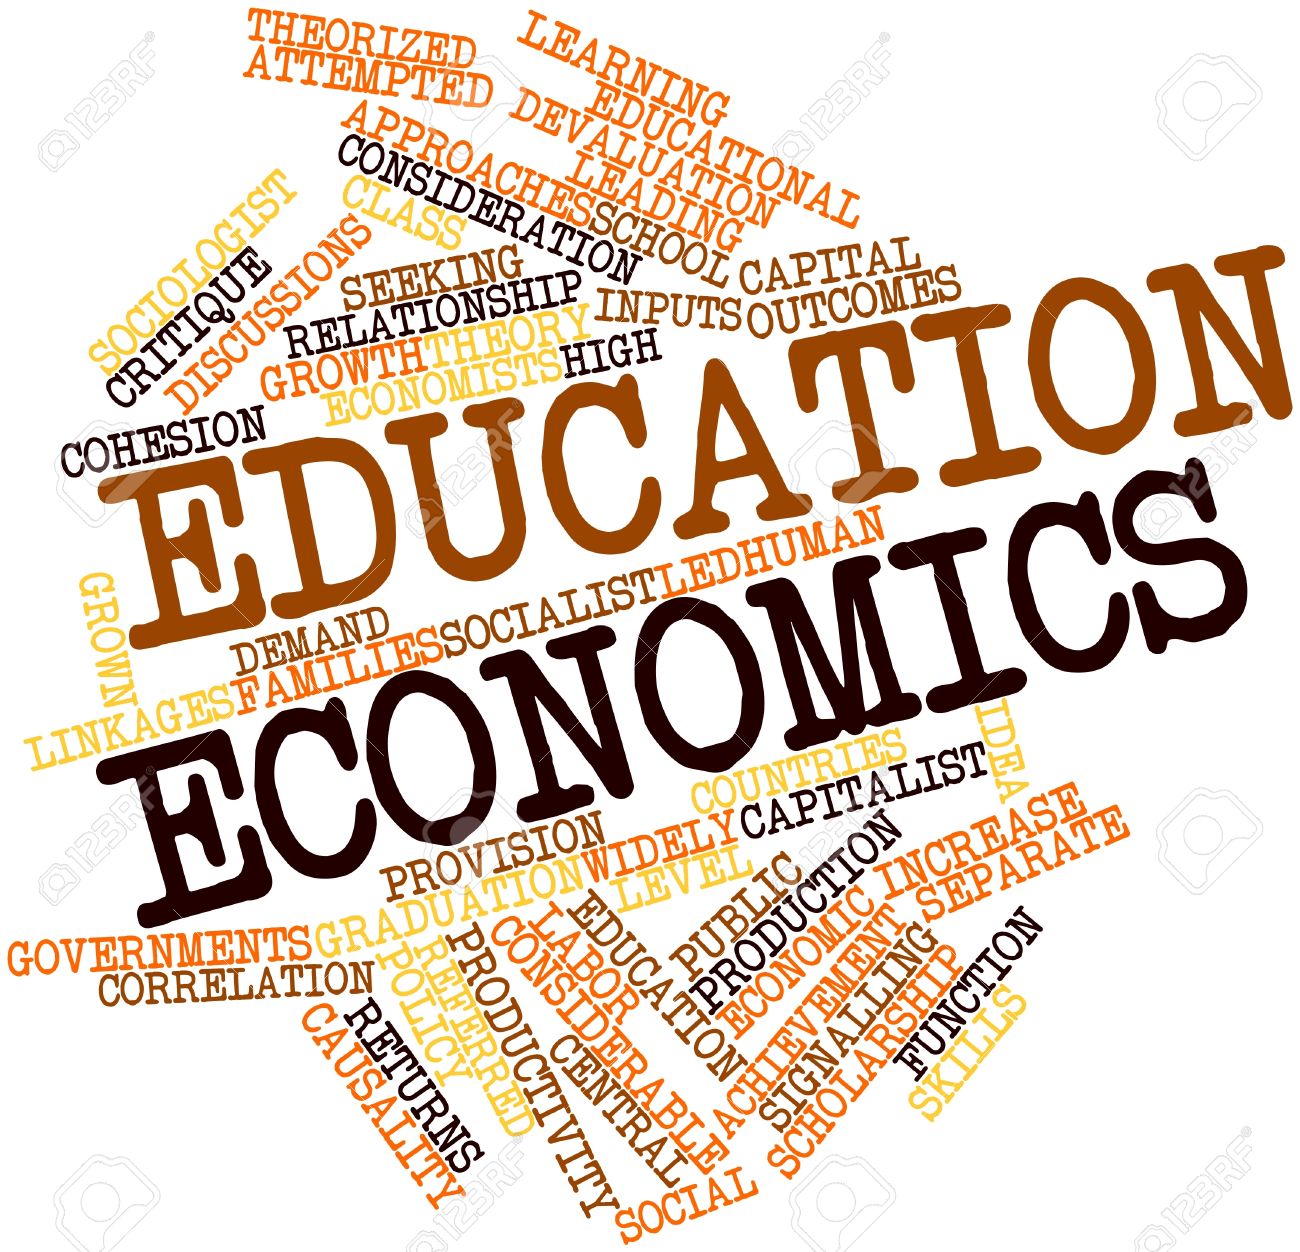 THEORIZED
ATTEMPTED
LEARNING
EDUCATIONAL
DEVALUATION
LEADING
APPROACHES
CONSIDERATION
SCHOOL
CLASS
SOCIOLOGIST
CRITIQUE
DISCUSSIONS
SEEKING
RELATIONSHIP
CAPITAL
INPUTS
OUTCOMES
GROWTH
THEORY
HIGH
ECONOMISTS
COHESION
EDUCATION
GROWN
DEMAND
LINKAGES
FAMILIES
SOCIALIST
LED
HUMAN
ECONOMICS
IDEA
COUNTRIES
CAPITALIST
PROVISION
WIDELY
GRADUATION
LEVEL
GOVERNMENTS
CORRELATION
PUBLIC
PRODUCTION
ECONOMIC
INCREASE
ACHIEVEMENT
SEPARATE
SIGNALLING
SCHOLARSHIP
FUNCTION
SKILLS
EDUCATION
LABOR
CONSIDERABLE
CENTRAL
PRODUCTIVITY
REFERRED
POLICY
RETURNS
CAUSALITY
SOCIAL
123RF